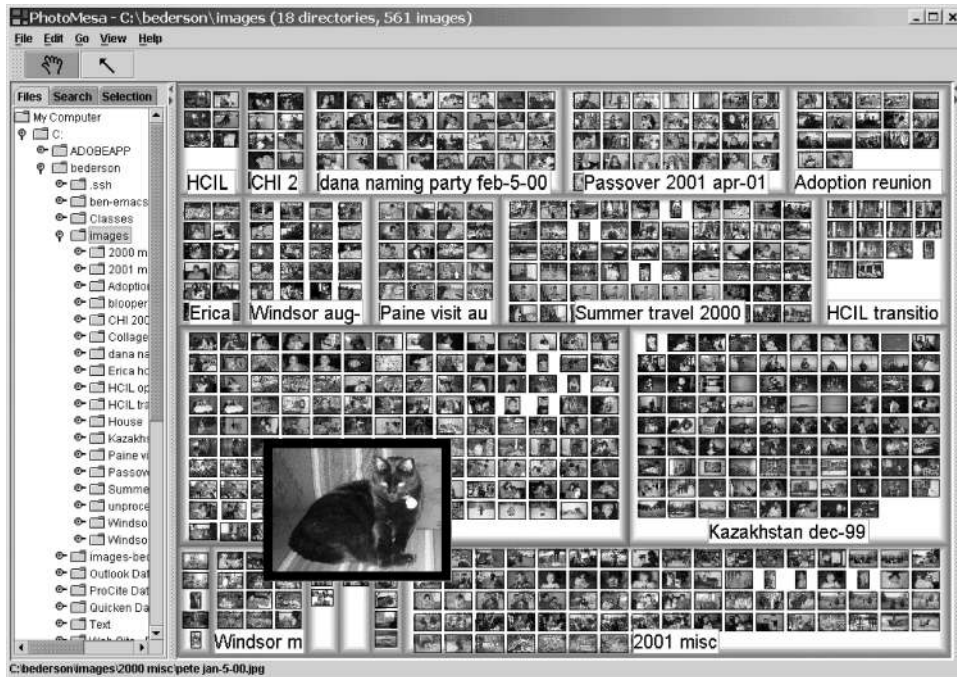 PhotoMesa - C:\bederson\images (18 directories, 561 images)
File Edit Go View Help
Files Search Selection
My Computer
C:
ADOBEAPP
bederson
.ssh
ben-emacs
Classes
images
2000 m
2001 m
Adoption
blooper
CHI 200
Collage
dana na
Erica ho
HCIL op
HCIL tra
House
Kazakhs
Paine vi
Passov
Summe
unproce
Windso
Windso
images-bed
Outlook Dat
ProCite Dat
Quicken Da
Text
HCIL
CHI 2
dana naming party feb-5-00
Passover 2001 apr-01
Adoption reunion
Erica
Windsor aug-
Paine visit au
Summer travel 2000
HCIL transitio
Kazakhstan dec-99
Windsor m
2001 misc
C:\bederson\images\2000 misc\pete jan-5-00.jpg